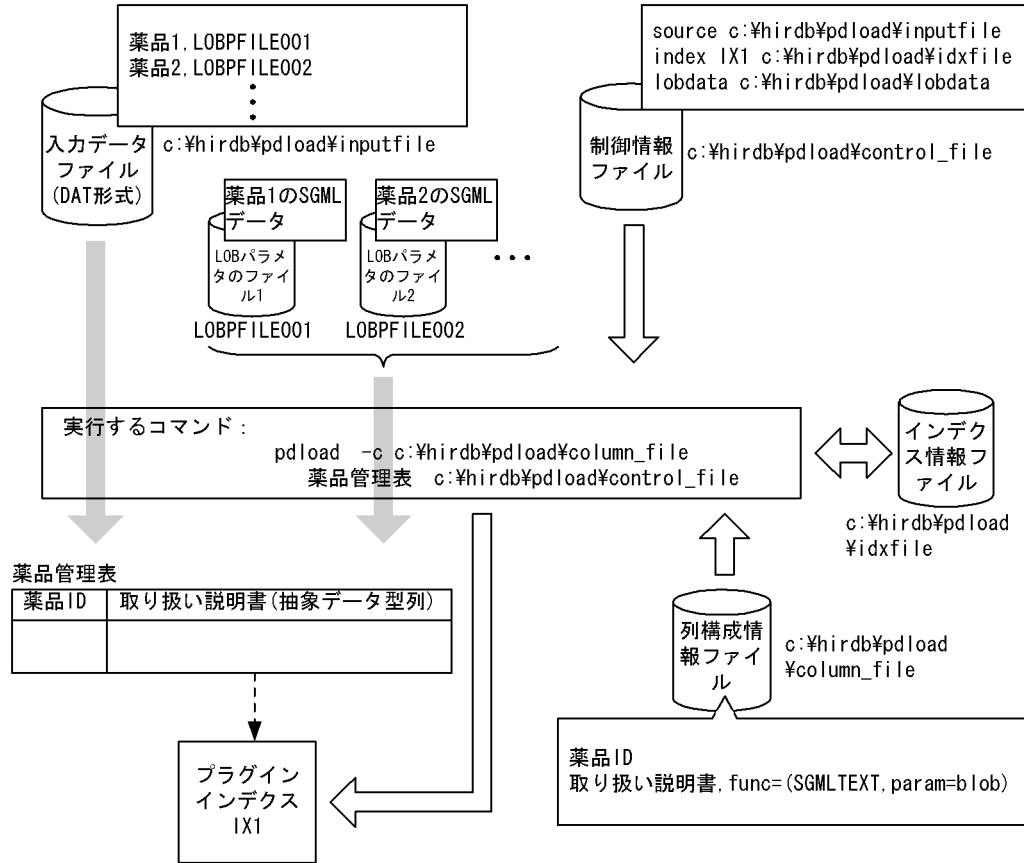 薬品1,LOBPFILE001
薬品2,LOBPFILE002
入力データ
ファイル
(DAT形式)
c:¥hirdb¥pdload¥inputfile
source c:¥hirdb¥pdload¥inputfile
index IX1 c:¥hirdb¥pdload¥idxfile
lobdata c:¥hirdb¥pdload¥lobdata
制御情報
ファイル
c:¥hirdb¥pdload¥control_file
薬品1のSGML
データ
LOBパラメ
タのファイ
ル1
LOBPFILE001
薬品2のSGML
データ
LOBパラメ
タのファイ
ル2
LOBPFILE002
・・・
実行するコマンド:
pdload -c c:¥hirdb¥pdload¥column_file
薬品管理表 c:¥hirdb¥pdload¥control_file
インデク
ス情報フ
ァイル
c:¥hirdb¥pdload
¥idxfile
薬品管理表
薬品ID
取り扱い説明書(抽象データ型列)
列構成情
報ファイ
ル
c:¥hirdb¥pdload
¥column_file
プラグイン
インデクス
IX1
薬品ID
取り扱い説明書,func=(SGMLTEXT,param=blob)